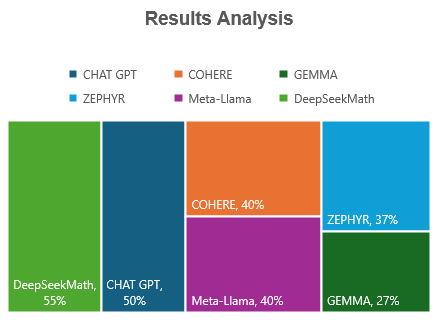 Results Analysis
CHAT GPT
COHERE
GEMMA
ZEPHYR
Meta-Llama
DeepSeekMath
COHERE, 40%
ZEPHYR, 37%
DeepSeekMath,
55%
CHAT GPT,
50%
Meta-Llama, 40%
GEMMA, 27%